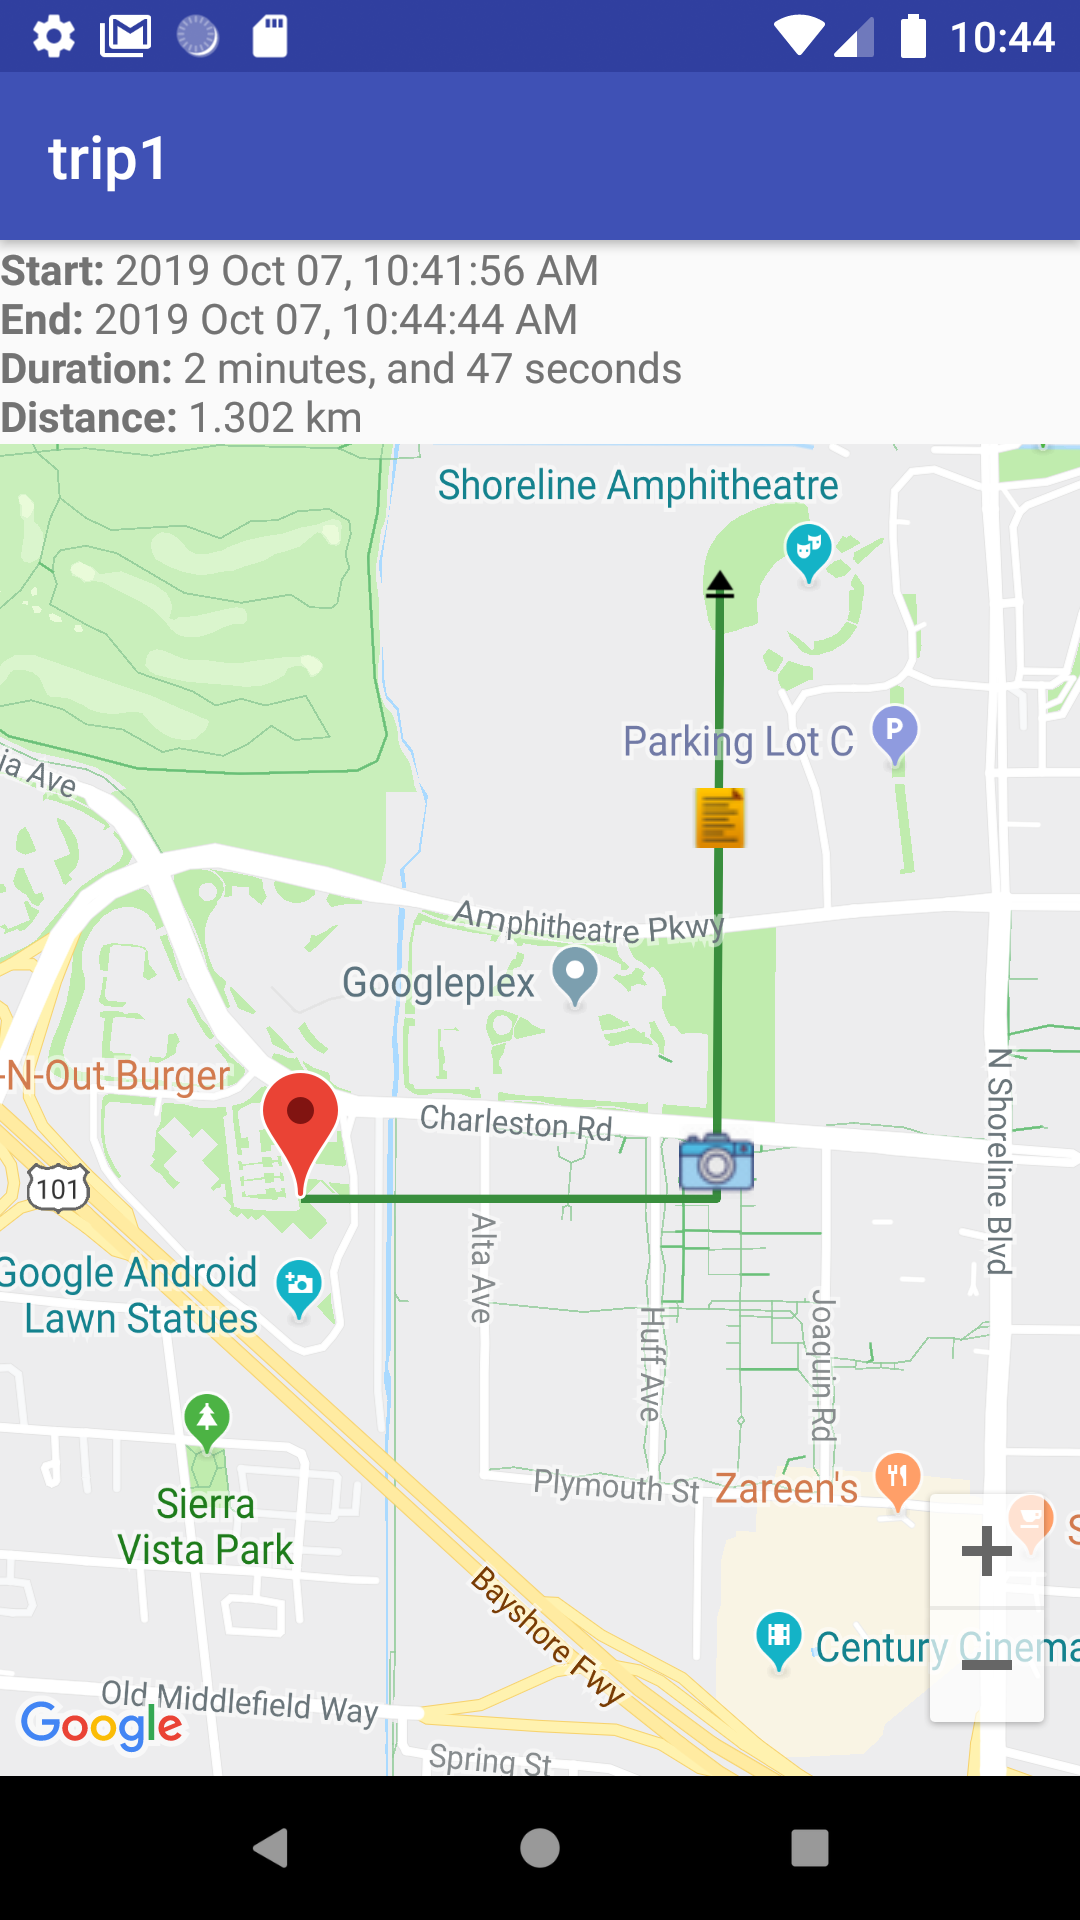 10:44
trip1
Start: 2019 Oct 07, 10:41:56 AM
End: 2019 Oct 07, 10:44:44 AM
Duration: 2 minutes, and 47 seconds
Distance: 1.302 km
Shoreline Amphitheatre
Parking Lot C
P
ia Ave
Amphitheatre Pkwy
Googleplex
-N-Out Burger
Charleston Rd
N Shoreline Blvd
101
Alta Ave
Google Android
Lawn Statues
Huff Ave
Joaquin Rd
Sierra
Vista Park
Plymouth St
Zareen's
S
Bayshore Fwy
Century Cinema
Old Middlefield Way
Google
Spring St